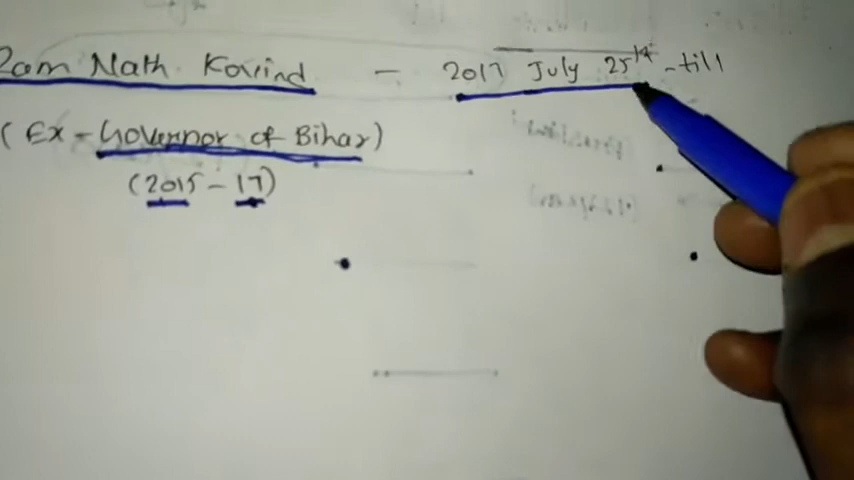 Ram Nath Kovind - 2017 July 25th - till
(Ex - Governor of Bihar)
(2015 - 17)